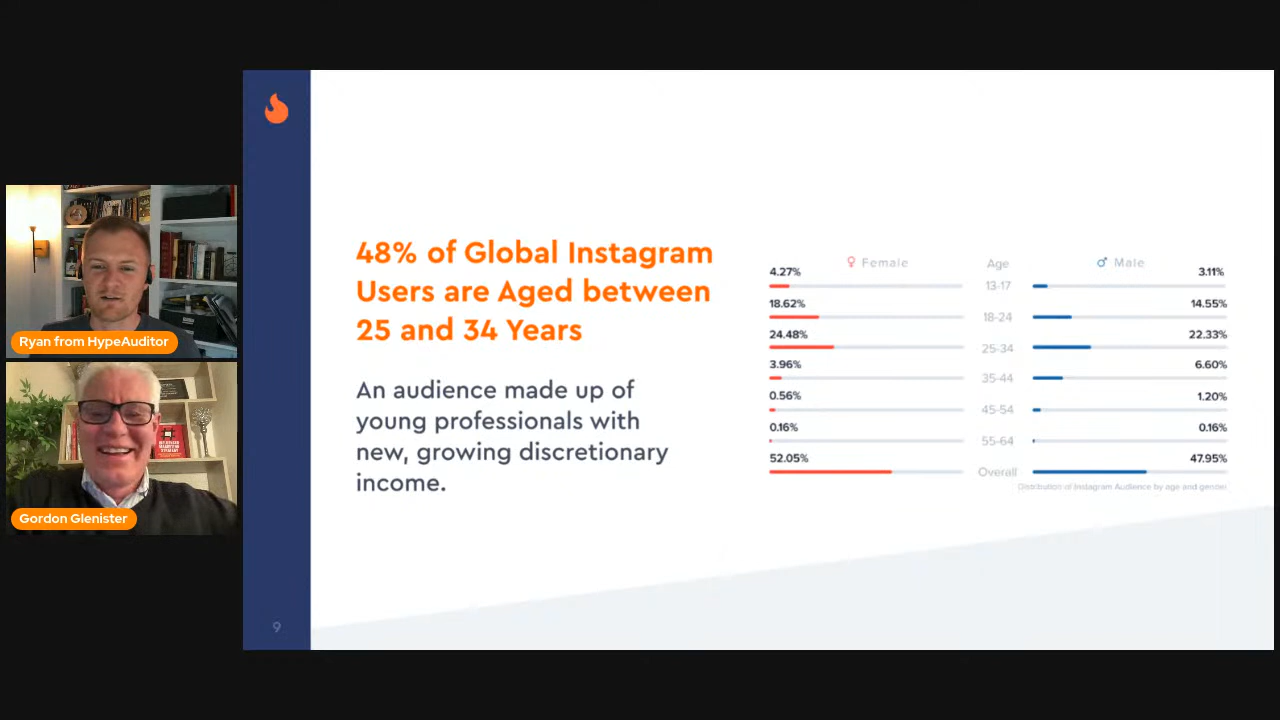 48% of Global Instagram
Users are Aged between
25 and 34 Years
An audience made up of
young professionals with
new, growing discretionary
income.
♀ Female Age ♂ Male
4.27% 13-17 3.11%
18.62% 18-24 14.55%
24.48% 25-34 22.33%
3.96% 35-44 6.60%
0.56% 45-54 1.20%
0.16% 55-64 0.16%
52.05% Overall 47.95%
Distribution of Instagram Audience by age and gender
9
Ryan from HypeAuditor
Gordon Glenister